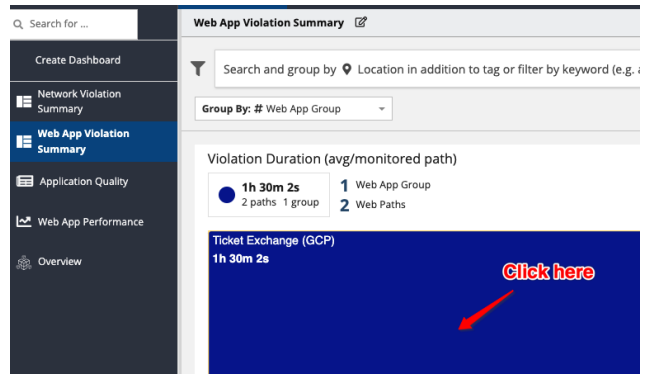 Search for ...
Create Dashboard
Network Violation
Summary
Web App Violation
Summary
Application Quality
Web App Performance
Overview
Web App Violation Summary
Search and group by Location in addition to tag or filter by keyword (e.g.
Group By: # Web App Group
Violation Duration (avg/monitored path)
1h 30m 2s
2 paths 1 group
1 Web App Group
2 Web Paths
Ticket Exchange (GCP)
1h 30m 2s
Click here